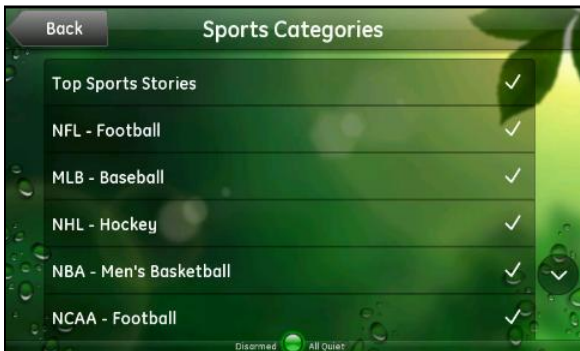 Back
Sports Categories
Top Sports Stories
NFL - Football
MLB - Baseball
NHL - Hockey
NBA - Men's Basketball
NCAA - Football
Disarmed All Quiet